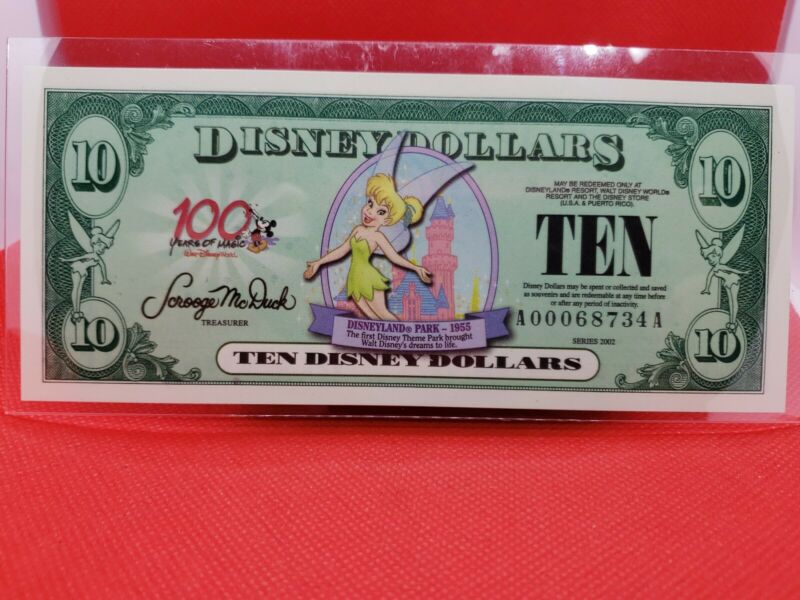 10
DISNEY DOLLARS
10
MAY BE REDEEMED ONLY AT
DISNEYLAND® RESORT, WALT DISNEY WORLD®
RESORT AND THE DISNEY STORE
(U.S.A. & PUERTO RICO).
100
YEARS OF MAGIC
Walt Disney World
TEN
Disney Dollars may be spent or collected and saved
as souvenirs and are redeemable at any time before
or after any period of inactivity.
Scrooge McDuck
TREASURER
A00068734A
SERIES 2002
DISNEYLAND® PARK ~ 1955
The first Disney Theme Park brought
Walt Disney's dreams to life.
10
TEN DISNEY DOLLARS
10